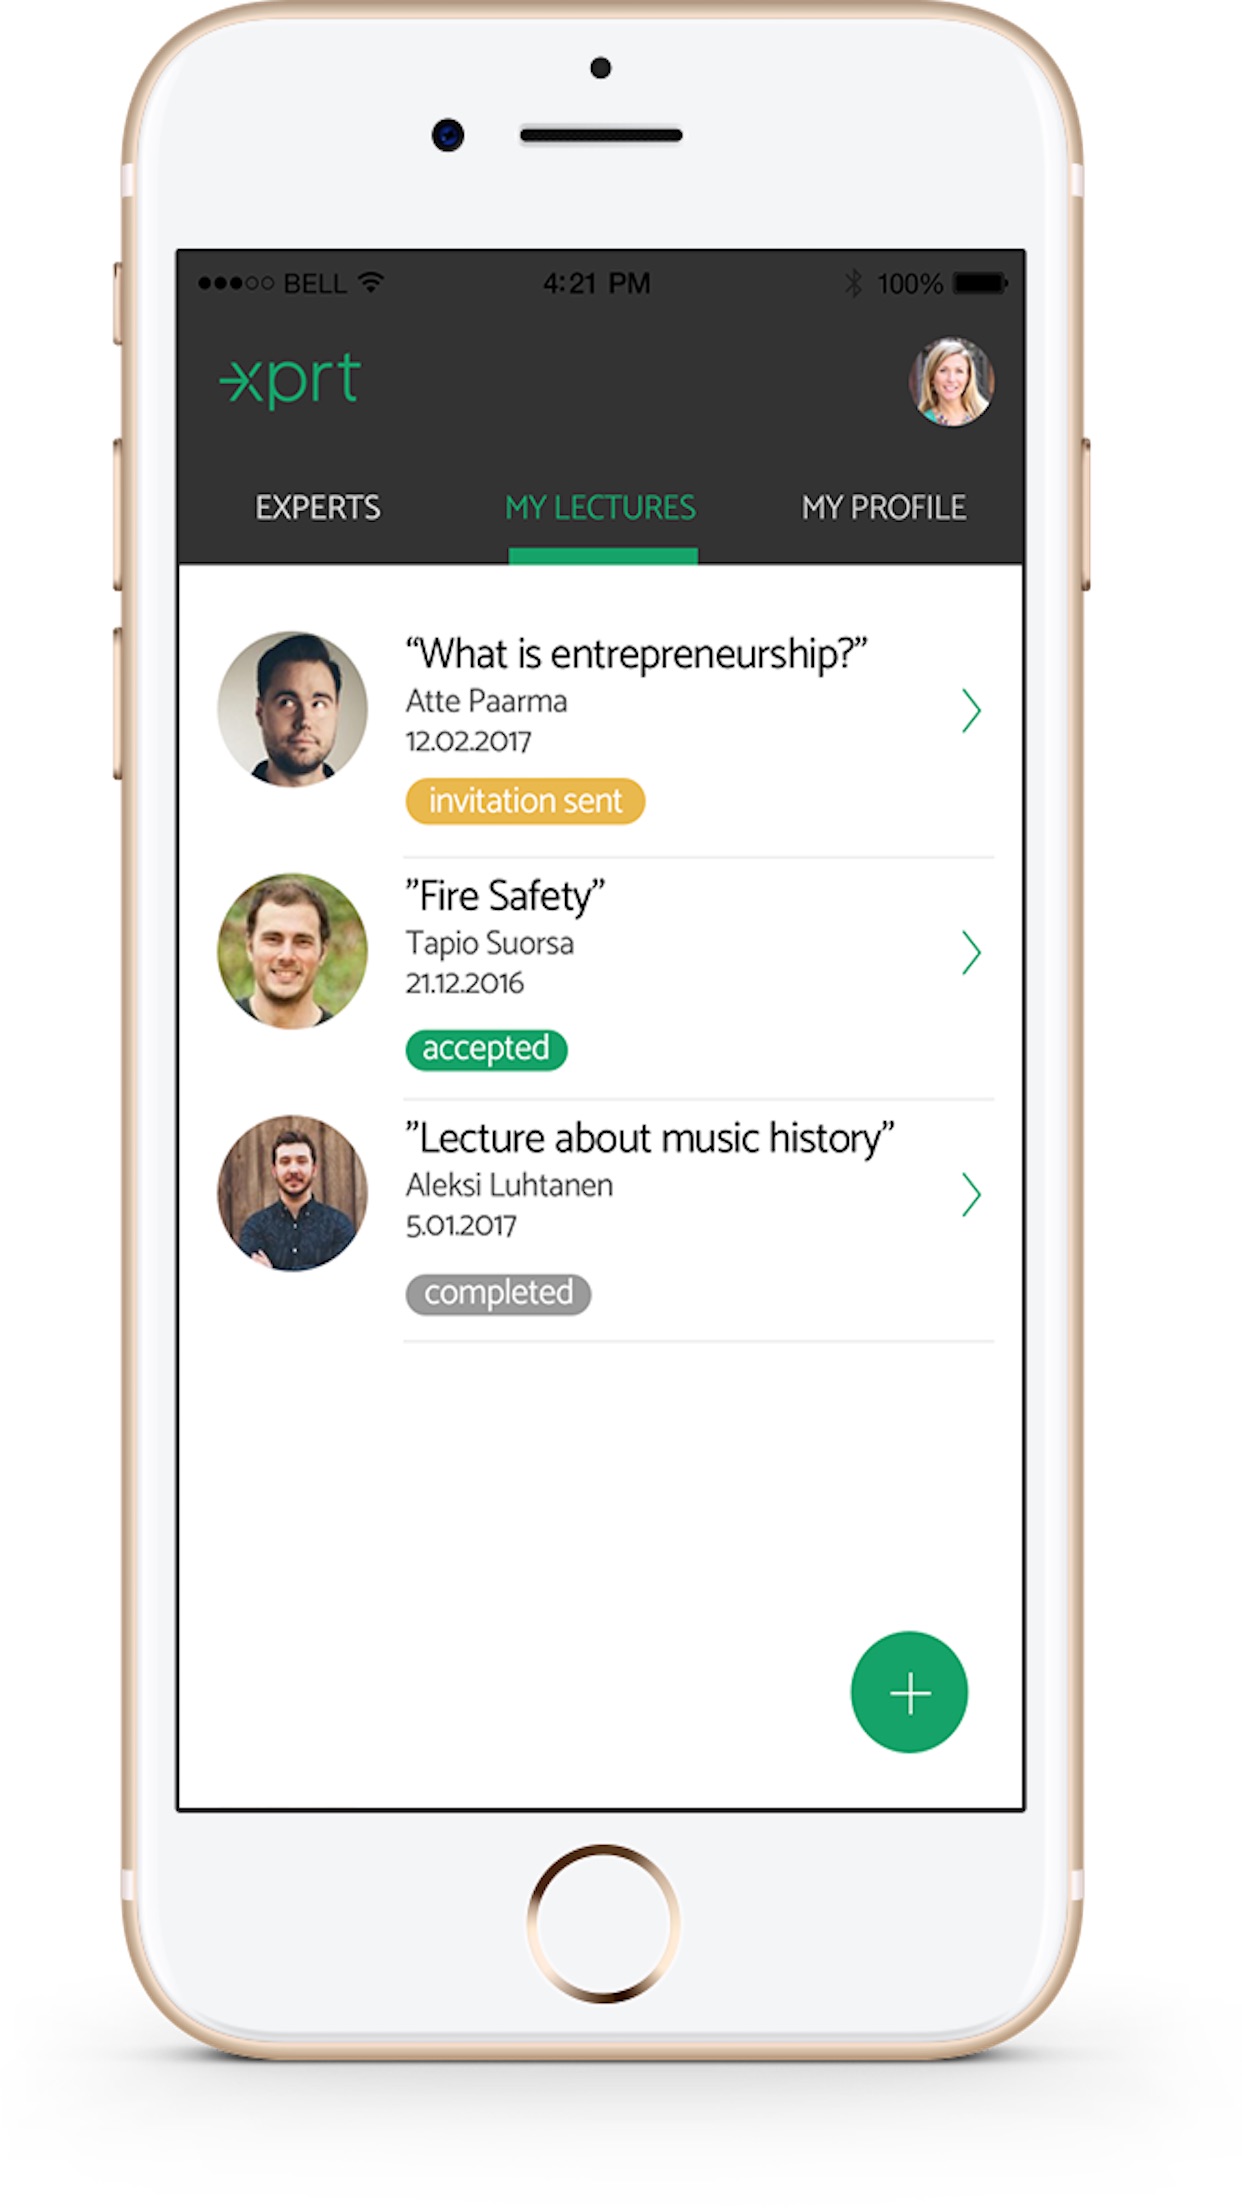 BELL 4:21 PM 100%
xprt
EXPERTS MY LECTURES MY PROFILE
“What is entrepreneurship?”
Atte Paarma
12.02.2017
invitation sent
”Fire Safety”
Tapio Suorsa
21.12.2016
accepted
”Lecture about music history”
Aleksi Luhtanen
5.01.2017
completed
+